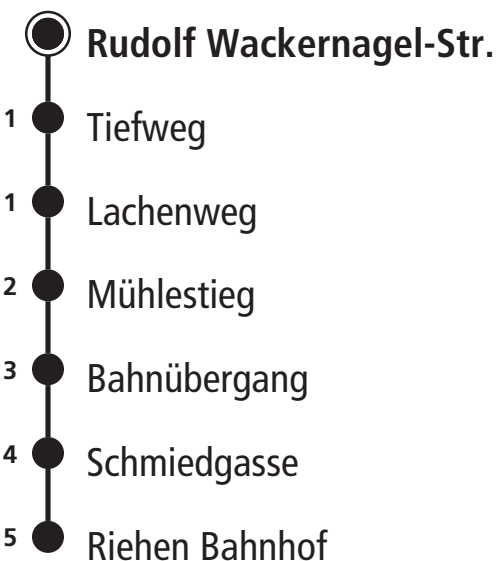 Rudolf Wackernagel-Str.
1 Tiefweg
1 Lachenweg
2 Mühlestieg
3 Bahnübergang
4 Schmiedgasse
5 Riehen Bahnhof